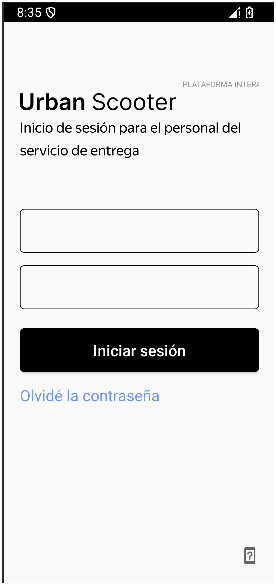 8:35
PLATAFORMA INTERA
Urban Scooter
Inicio de sesión para el personal del
servicio de entrega
Iniciar sesión
Olvidé la contraseña
?